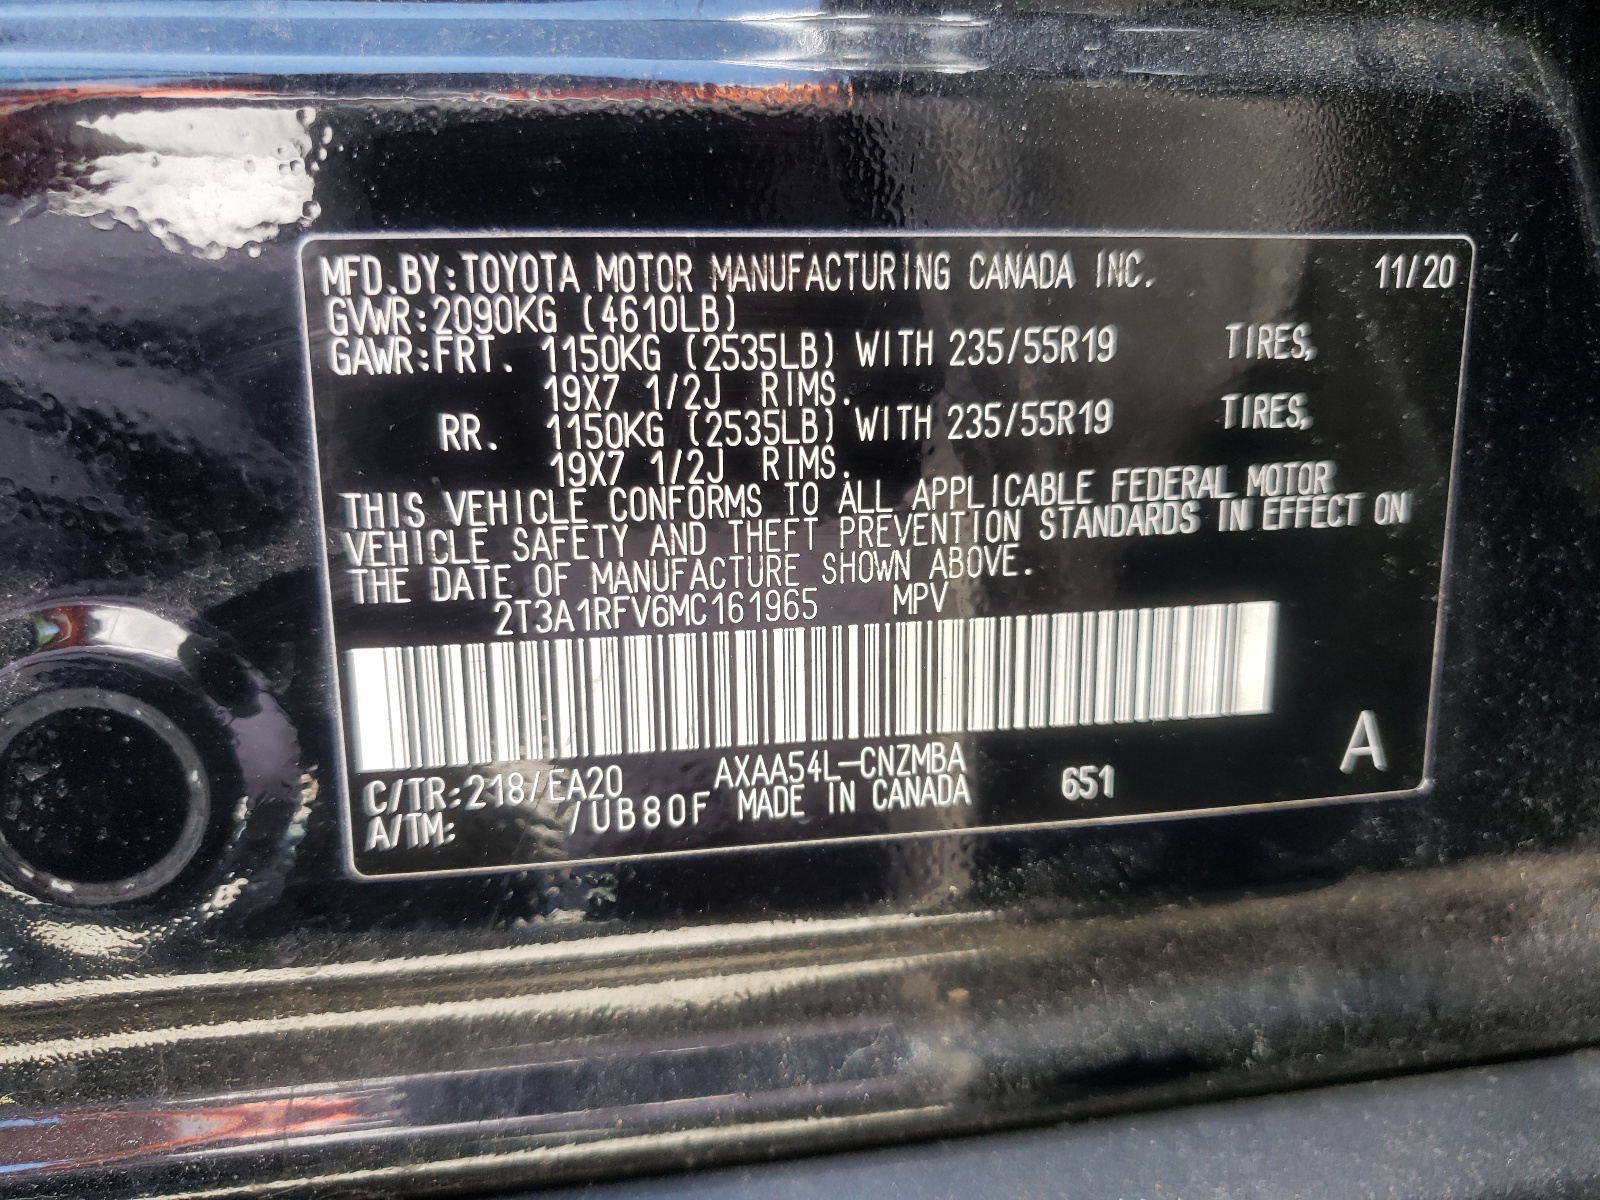 MFD.BY:TOYOTA MOTOR MANUFACTURING CANADA INC. 11/20
GVWR:2090KG (4610LB)
GAWR:FRT. 1150KG (2535LB) WITH 235/55R19 TIRES,
19X7 1/2J RIMS.
RR. 1150KG (2535LB) WITH 235/55R19 TIRES,
19X7 1/2J RIMS.
THIS VEHICLE CONFORMS TO ALL APPLICABLE FEDERAL MOTOR
VEHICLE SAFETY AND THEFT PREVENTION STANDARDS IN EFFECT ON
THE DATE OF MANUFACTURE SHOWN ABOVE.
2T3A1RFV6MC161965 MPV
C/TR:218/EA20 AXAA54L-CNZMBA 651 A
A/TM: /UB80F MADE IN CANADA